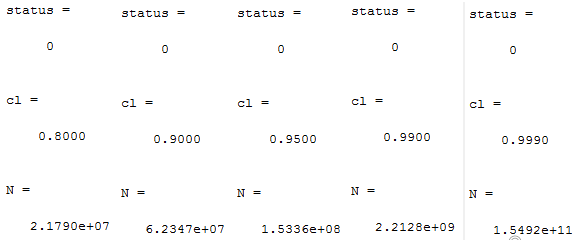 status =
0
cl =
0.8000
N =
2.1790e+07
status =
0
cl =
0.9000
N =
6.2347e+07
status =
0
cl =
0.9500
N =
1.5336e+08
status =
0
cl =
0.9900
N =
2.2128e+09
status =
0
cl =
0.9990
N =
1.5492e+11